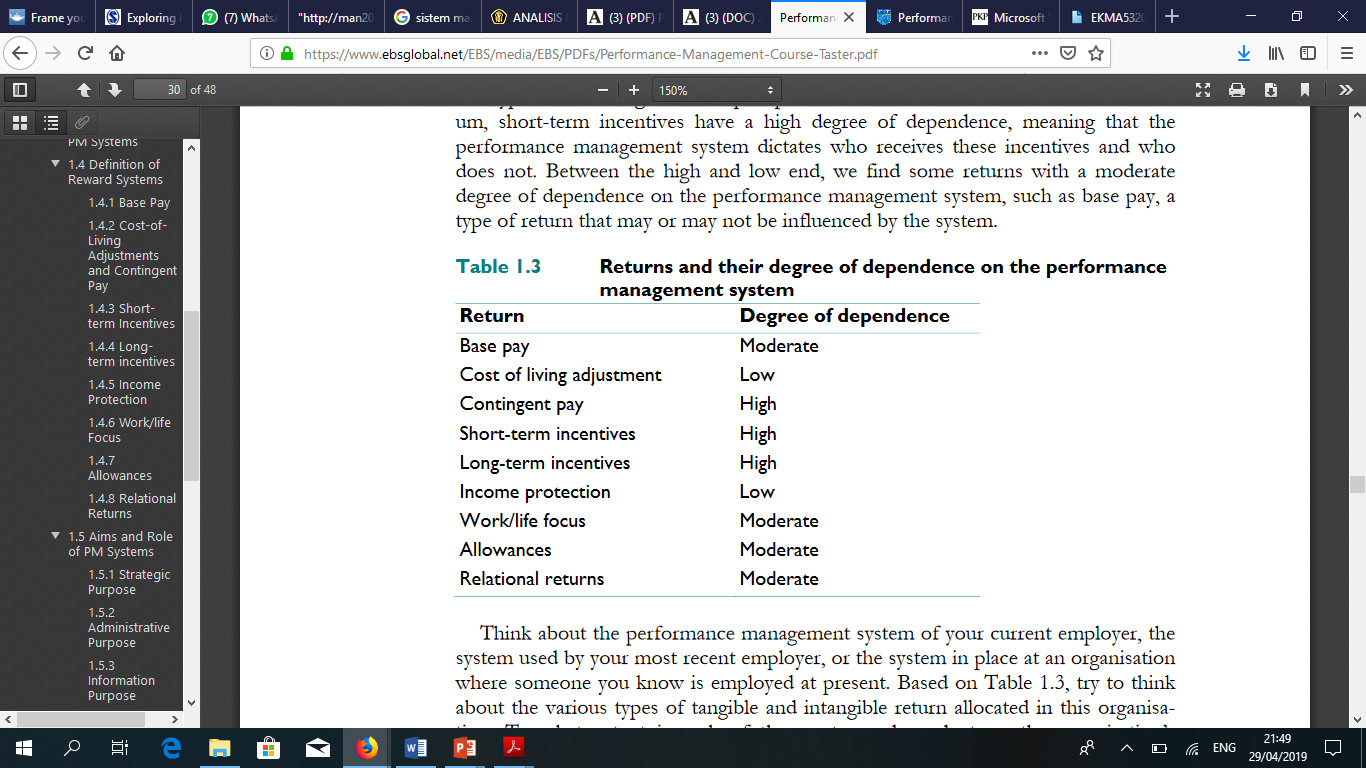 Frame you
Exploring
(7) Whats
"http://man20
sistem ma
ANALISIS
(3) (PDF) P
(3) (DOC)
Performan
Performan
Microsoft
EKMA532
https://www.ebsglobal.net/EBS/media/EBS/PDFs/Performance-Management-Course-Taster.pdf
30 of 48
150%
PM Systems
1.4 Definition of
Reward Systems
1.4.1 Base Pay
1.4.2 Cost-of-
Living
Adjustments
and Contingent
Pay
1.4.3 Short-
term Incentives
1.4.4 Long-
term incentives
1.4.5 Income
Protection
1.4.6 Work/life
Focus
1.4.7
Allowances
1.4.8 Relational
Returns
1.5 Aims and Role
of PM Systems
1.5.1 Strategic
Purpose
1.5.2
Administrative
Purpose
1.5.3
Information
Purpose
um, short-term incentives have a high degree of dependence, meaning that the
performance management system dictates who receives these incentives and who
does not. Between the high and low end, we find some returns with a moderate
degree of dependence on the performance management system, such as base pay, a
type of return that may or may not be influenced by the system.
Table 1.3 Returns and their degree of dependence on the performance
management system
Return Degree of dependence
Base pay Moderate
Cost of living adjustment Low
Contingent pay High
Short-term incentives High
Long-term incentives High
Income protection Low
Work/life focus Moderate
Allowances Moderate
Relational returns Moderate
Think about the performance management system of your current employer, the
system used by your most recent employer, or the system in place at an organisation
where someone you know is employed at present. Based on Table 1.3, try to think
about the various types of tangible and intangible return allocated in this organisa-
ENG
21:49
29/04/2019